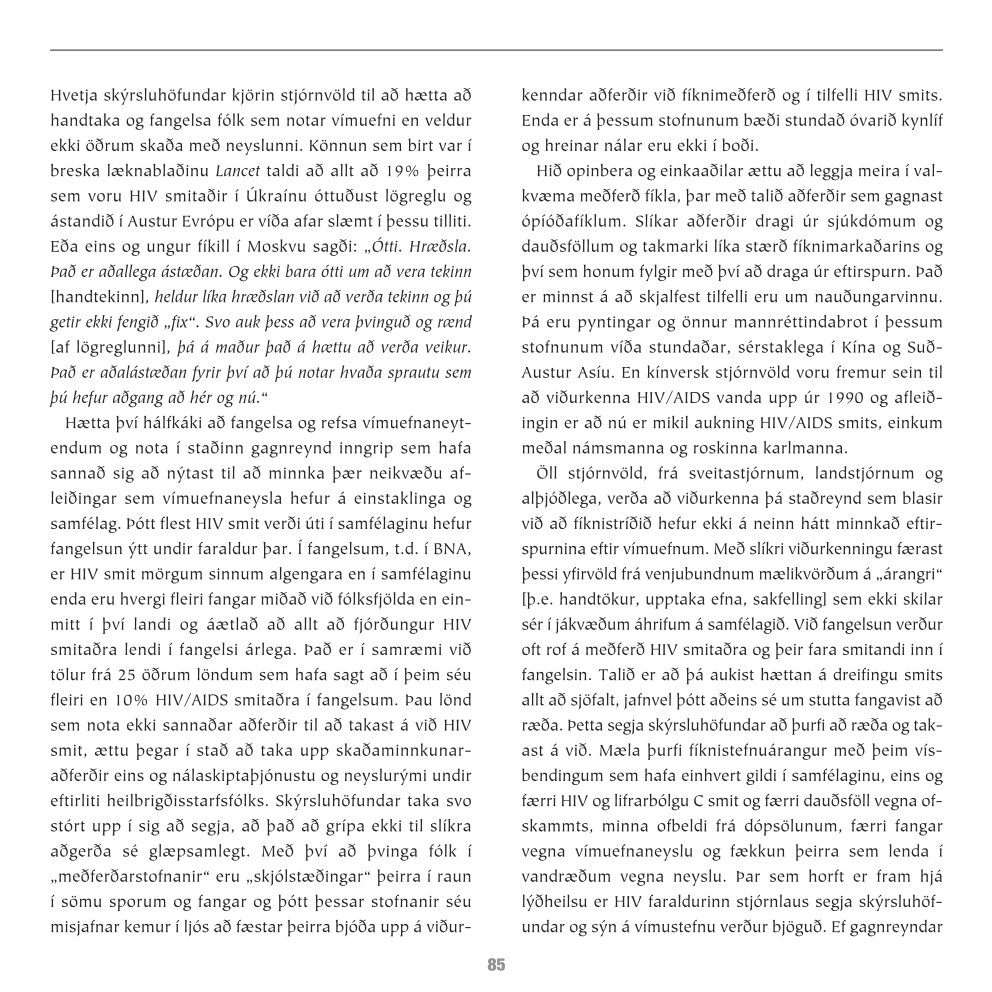 Hvetja skýrsluhöfundar kjörin stjórnvöld til að hætta að
handtaka og fangelsa fólk sem notar vímuefni en veldur
ekki öðrum skaða með neyslunni. Könnun sem birt var í
breska læknablaðinu Lancet taldi að allt að 19% þeirra
sem voru HIV smitaðir í Úkraínu óttuðust lögreglu og
ástandið í Austur Evrópu er víða afar slæmt í þessu tilliti.
Eða eins og ungur fíkill í Moskvu sagði: „Ótti. Hræðsla.
Það er aðallega ástæðan. Og ekki bara ótti um að vera tekinn
[handtekinn], heldur líka hræðslan við að verða tekinn og þú
getir ekki fengið „fix“. Svo auk þess að vera þvinguð og rænd
[af lögreglunni], þá á maður það á hættu að verða veikur.
Það er aðalástæðan fyrir því að þú notar hvaða sprautu sem
þú hefur aðgang að hér og nú.“
Hætta því hálfkáki að fangelsa og refsa vímuefnaneyt-
endum og nota í staðinn gagnreynd inngrip sem hafa
sannað sig að nýtast til að minnka þær neikvæðu af-
leiðingar sem vímuefnaneysla hefur á einstaklinga og
samfélag. Þótt flest HIV smit verði úti í samfélaginu hefur
fangelsun ýtt undir faraldur þar. Í fangelsum, t.d. í BNA,
er HIV smit mörgum sinnum algengara en í samfélaginu
enda eru hvergi fleiri fangar miðað við fólksfjölda en ein-
mitt í því landi og áætlað að allt að fjórðungur HIV
smitaðra lendi í fangelsi árlega. Það er í samræmi við
tölur frá 25 öðrum löndum sem hafa sagt að í þeim séu
fleiri en 10% HIV/AIDS smitaðra í fangelsum. Þau lönd
sem nota ekki sannaðar aðferðir til að takast á við HIV
smit, ættu þegar í stað að taka upp skaðaminnkunar-
aðferðir eins og nálaskiptaþjónustu og neyslurými undir
eftirliti heilbrigðisstarfsfólks. Skýrsluhöfundar taka svo
stórt upp í sig að segja, að það að grípa ekki til slíkra
aðgerða sé glæpsamlegt. Með því að þvinga fólk í
„meðferðarstofnanir“ eru „skjólstæðingar“ þeirra í raun
í sömu sporum og fangar og þótt þessar stofnanir séu
misjafnar kemur í ljós að fæstar þeirra bjóða upp á viður-
kenndar aðferðir við fíknimeðferð og í tilfelli HIV smits.
Enda er á þessum stofnunum bæði stundað óvarið kynlíf
og hreinar nálar eru ekki í boði.
Hið opinbera og einkaaðilar ættu að leggja meira í val-
kvæma meðferð fíkla, þar með talið aðferðir sem gagnast
ópíóðafíklum. Slíkar aðferðir dragi úr sjúkdómum og
dauðsföllum og takmarki líka stærð fíknimarkaðarins og
því sem honum fylgir með því að draga úr eftirspurn. Það
er minnst á að skjalfest tilfelli eru um nauðungarvinnu.
Þá eru pyntingar og önnur mannréttindabrot í þessum
stofnunum víða stundaðar, sérstaklega í Kína og Suð-
Austur Asíu. En kínversk stjórnvöld voru fremur sein til
að viðurkenna HIV/AIDS vanda upp úr 1990 og afleið-
ingin er að nú er mikil aukning HIV/AIDS smits, einkum
meðal námsmanna og roskinna karlmanna.
Öll stjórnvöld, frá sveitastjórnum, landstjórnum og
alþjóðlega, verða að viðurkenna þá staðreynd sem blasir
við að fíknistríðið hefur ekki á neinn hátt minnkað eftir-
spurnina eftir vímuefnum. Með slíkri viðurkenningu færast
þessi yfirvöld frá venjubundnum mælikvörðum á „árangri“
[þ.e. handtökur, upptaka efna, sakfelling] sem ekki skilar
sér í jákvæðum áhrifum á samfélagið. Við fangelsun verður
oft rof á meðferð HIV smitaðra og þeir fara smitandi inn í
fangelsin. Talið er að þá aukist hættan á dreifingu smits
allt að sjöfalt, jafnvel þótt aðeins sé um stutta fangavist að
ræða. Þetta segja skýrsluhöfundar að þurfi að ræða og tak-
ast á við. Mæla þurfi fíknistefnuárangur með þeim vís-
bendingum sem hafa einhvert gildi í samfélaginu, eins og
færri HIV og lifrarbólgu C smit og færri dauðsföll vegna of-
skammts, minna ofbeldi frá dópsölunum, færri fangar
vegna vímuefnaneyslu og fækkun þeirra sem lenda í
vandræðum vegna neyslu. Þar sem horft er fram hjá
lýðheilsu er HIV faraldurinn stjórnlaus segja skýrsluhöf-
undar og sýn á vímustefnu verður bjöguð. Ef gagnreyndar
85